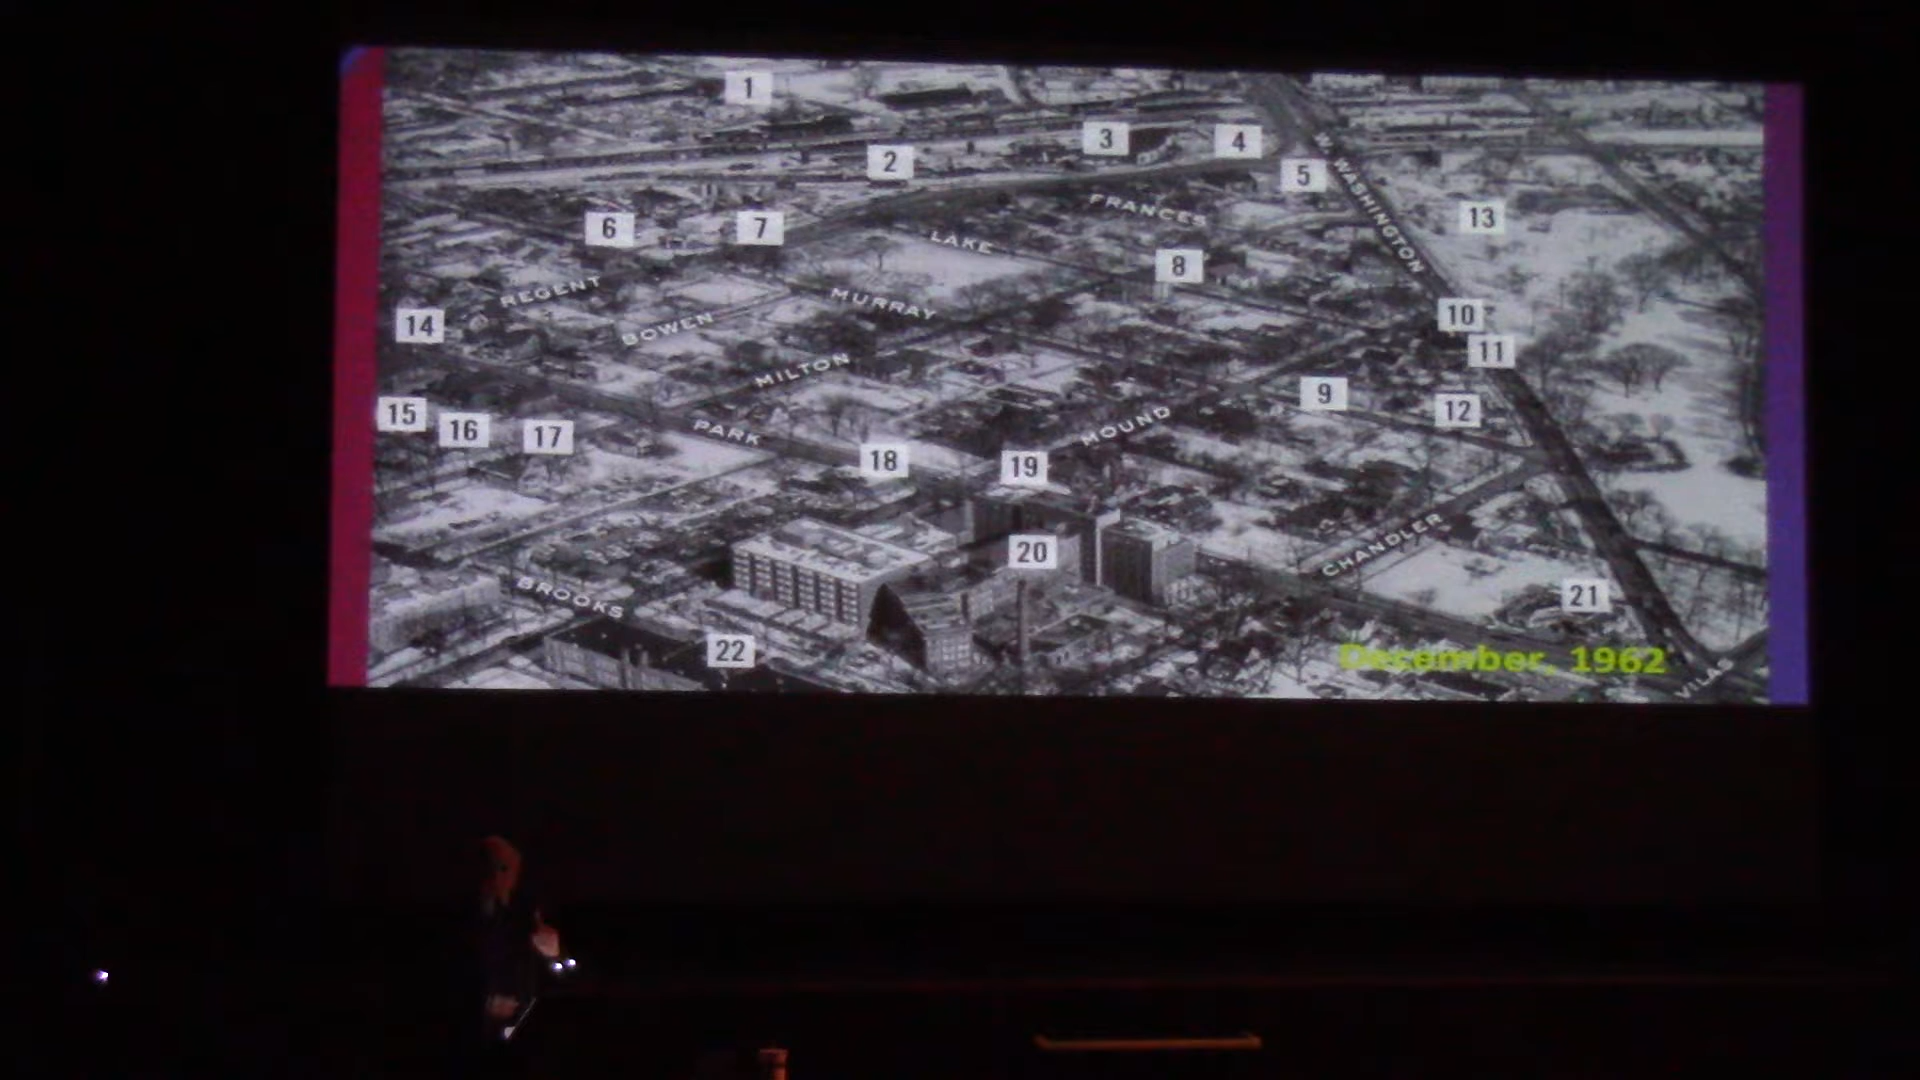 1
3
4
2
5
W. WASHINGTON
FRANCES
13
6
7
LAKE
8
REGENT
MURRAY
10
14
BOWEN
11
MILTON
9
12
15
16
17
PARK
MOUND
18
19
20
CHANDLER
BROOKS
21
22
December, 1962
VILAS